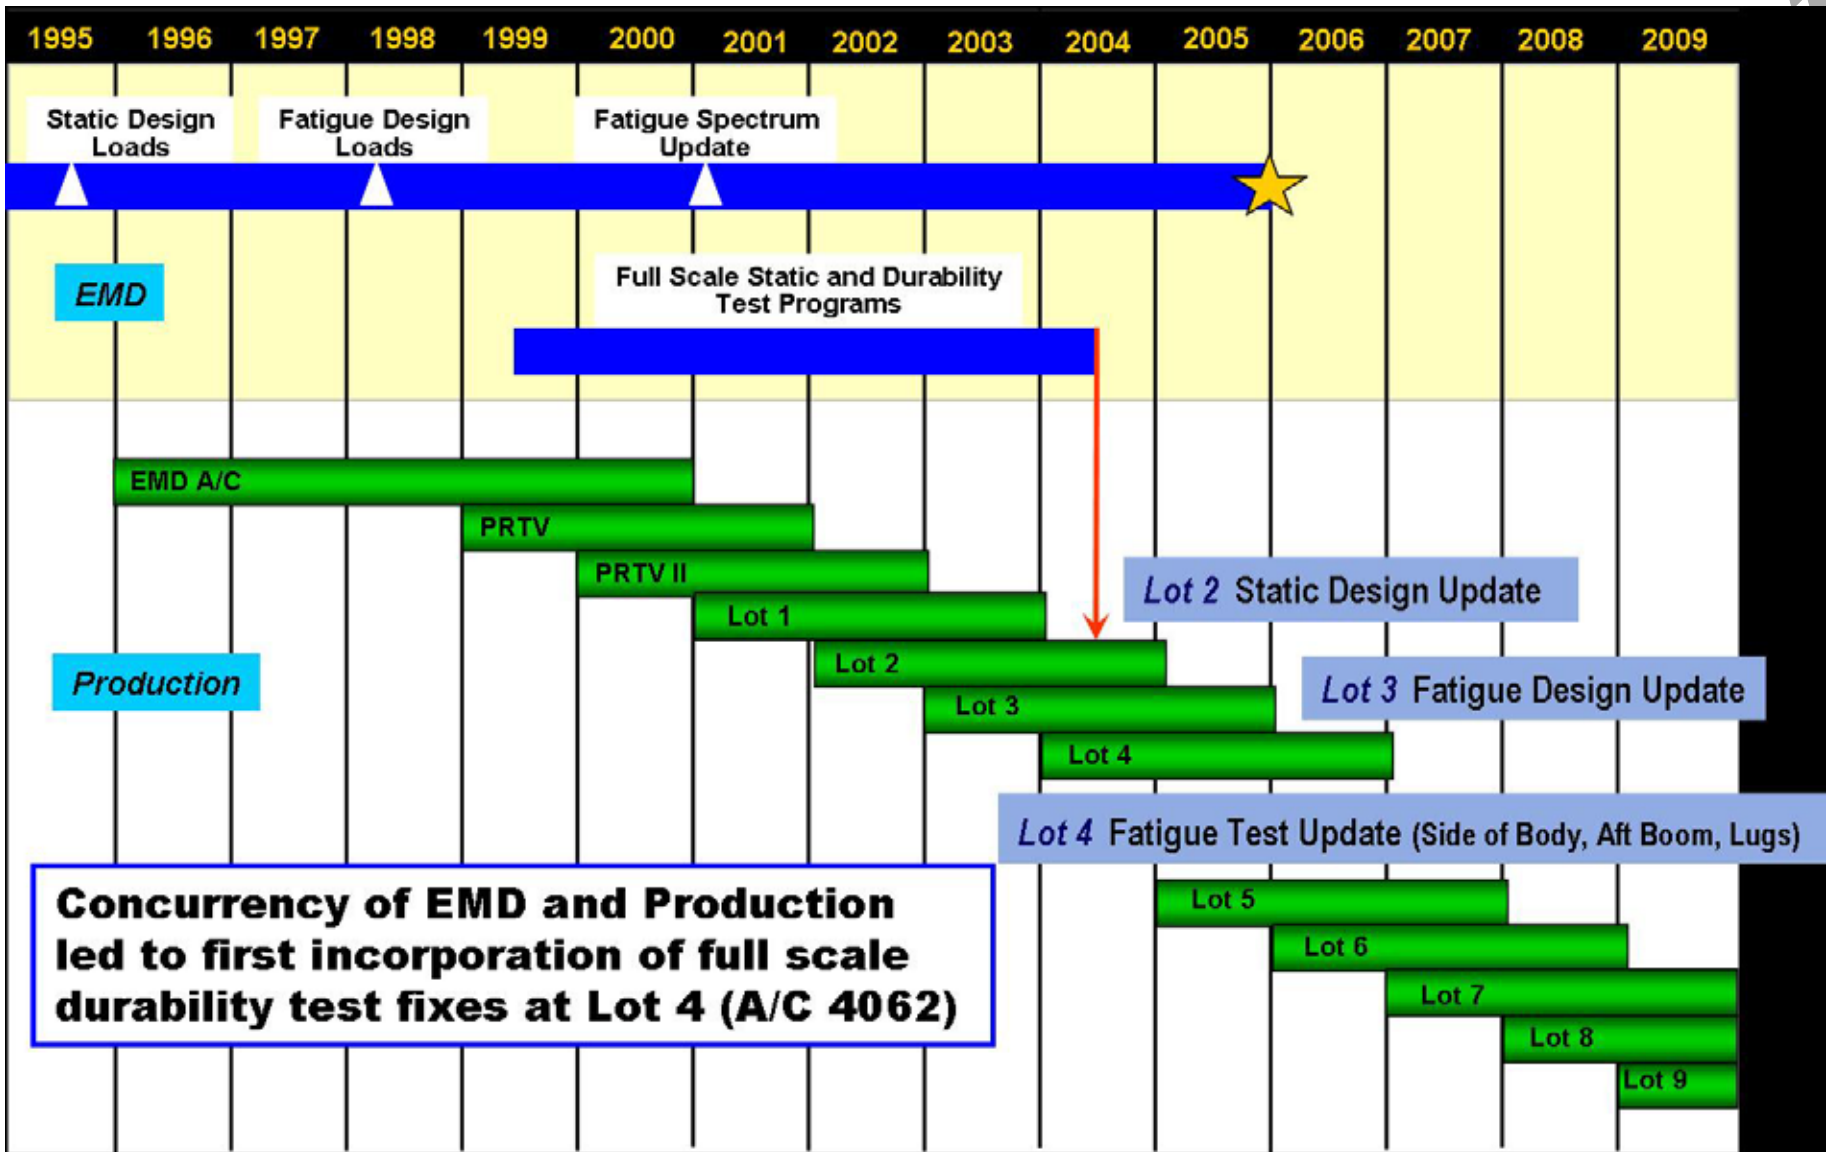 1995 1996 1997 1998 1999 2000 2001 2002 2003 2004 2005 2006 2007 2008 2009
Static Design
Loads
Fatigue Design
Loads
Fatigue Spectrum
Update
EMD
Full Scale Static and Durability
Test Programs
EMD A/C
PRTV
PRTV II
Lot 1
Lot 2 Static Design Update
Lot 2
Production
Lot 3 Fatigue Design Update
Lot 3
Lot 4
Lot 4 Fatigue Test Update (Side of Body, Aft Boom, Lugs)
Concurrency of EMD and Production
led to first incorporation of full scale
durability test fixes at Lot 4 (A/C 4062)
Lot 5
Lot 6
Lot 7
Lot 8
Lot 9